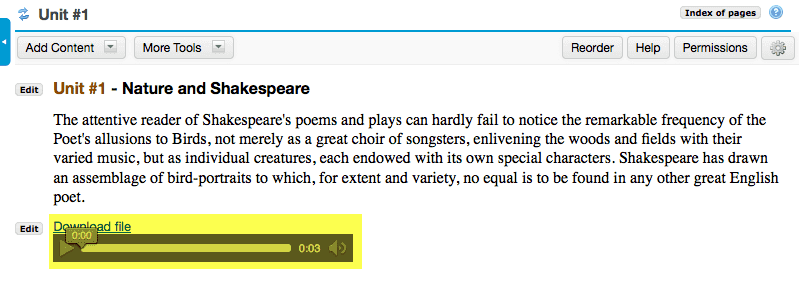 Unit #1
Index of pages
?
Add Content
More Tools
Reorder
Help
Permissions
Edit
Unit #1 - Nature and Shakespeare
The attentive reader of Shakespeare's poems and plays can hardly fail to notice the remarkable frequency of the
Poet's allusions to Birds, not merely as a great choir of songsters, enlivening the woods and fields with their
varied music, but as individual creatures, each endowed with its own special characters. Shakespeare has drawn
an assemblage of bird-portraits to which, for extent and variety, no equal is to be found in any other great English
poet.
Edit
Download file
0:00
0:03